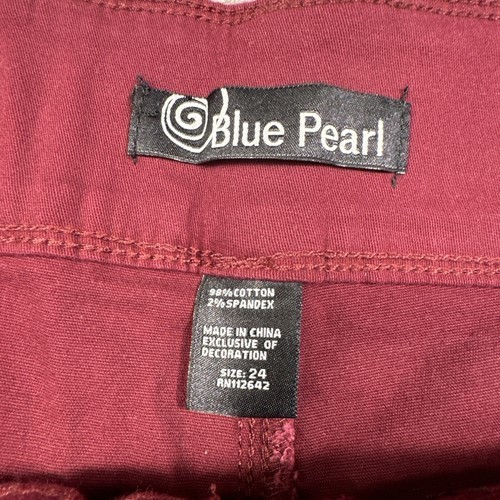 Blue Pearl
98% COTTON
2% SPANDEX
MADE IN CHINA
EXCLUSIVE OF
DECORATION
SIZE: 24
RN112642